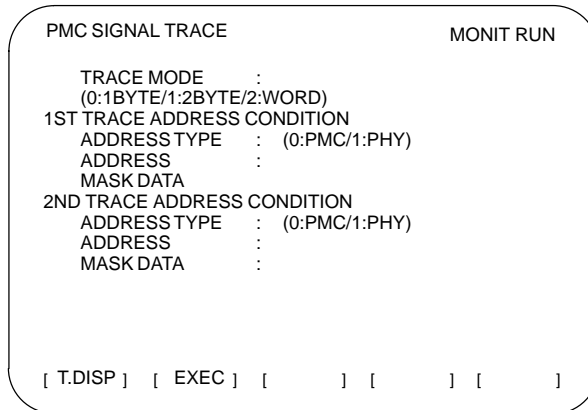 PMC SIGNAL TRACE MONIT RUN
TRACE MODE :
(0:1BYTE/1:2BYTE/2:WORD)
1ST TRACE ADDRESS CONDITION
ADDRESS TYPE : (0:PMC/1:PHY)
ADDRESS :
MASK DATA
2ND TRACE ADDRESS CONDITION
ADDRESS TYPE : (0:PMC/1:PHY)
ADDRESS :
MASK DATA :
[ T.DISP ] [ EXEC ] [ ] [ ] [ ]